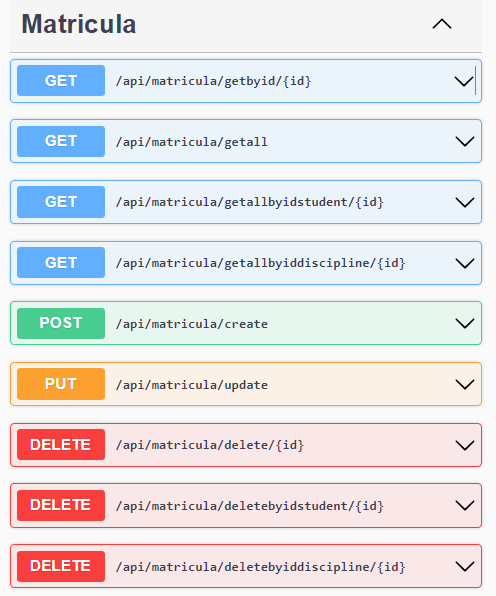 Matricula
GET /api/matricula/getbyid/{id}
GET /api/matricula/getall
GET /api/matricula/getallbyidstudent/{id}
GET /api/matricula/getallbyiddiscipline/{id}
POST /api/matricula/create
PUT /api/matricula/update
DELETE /api/matricula/delete/{id}
DELETE /api/matricula/deletebyidstudent/{id}
DELETE /api/matricula/deletebyiddiscipline/{id}